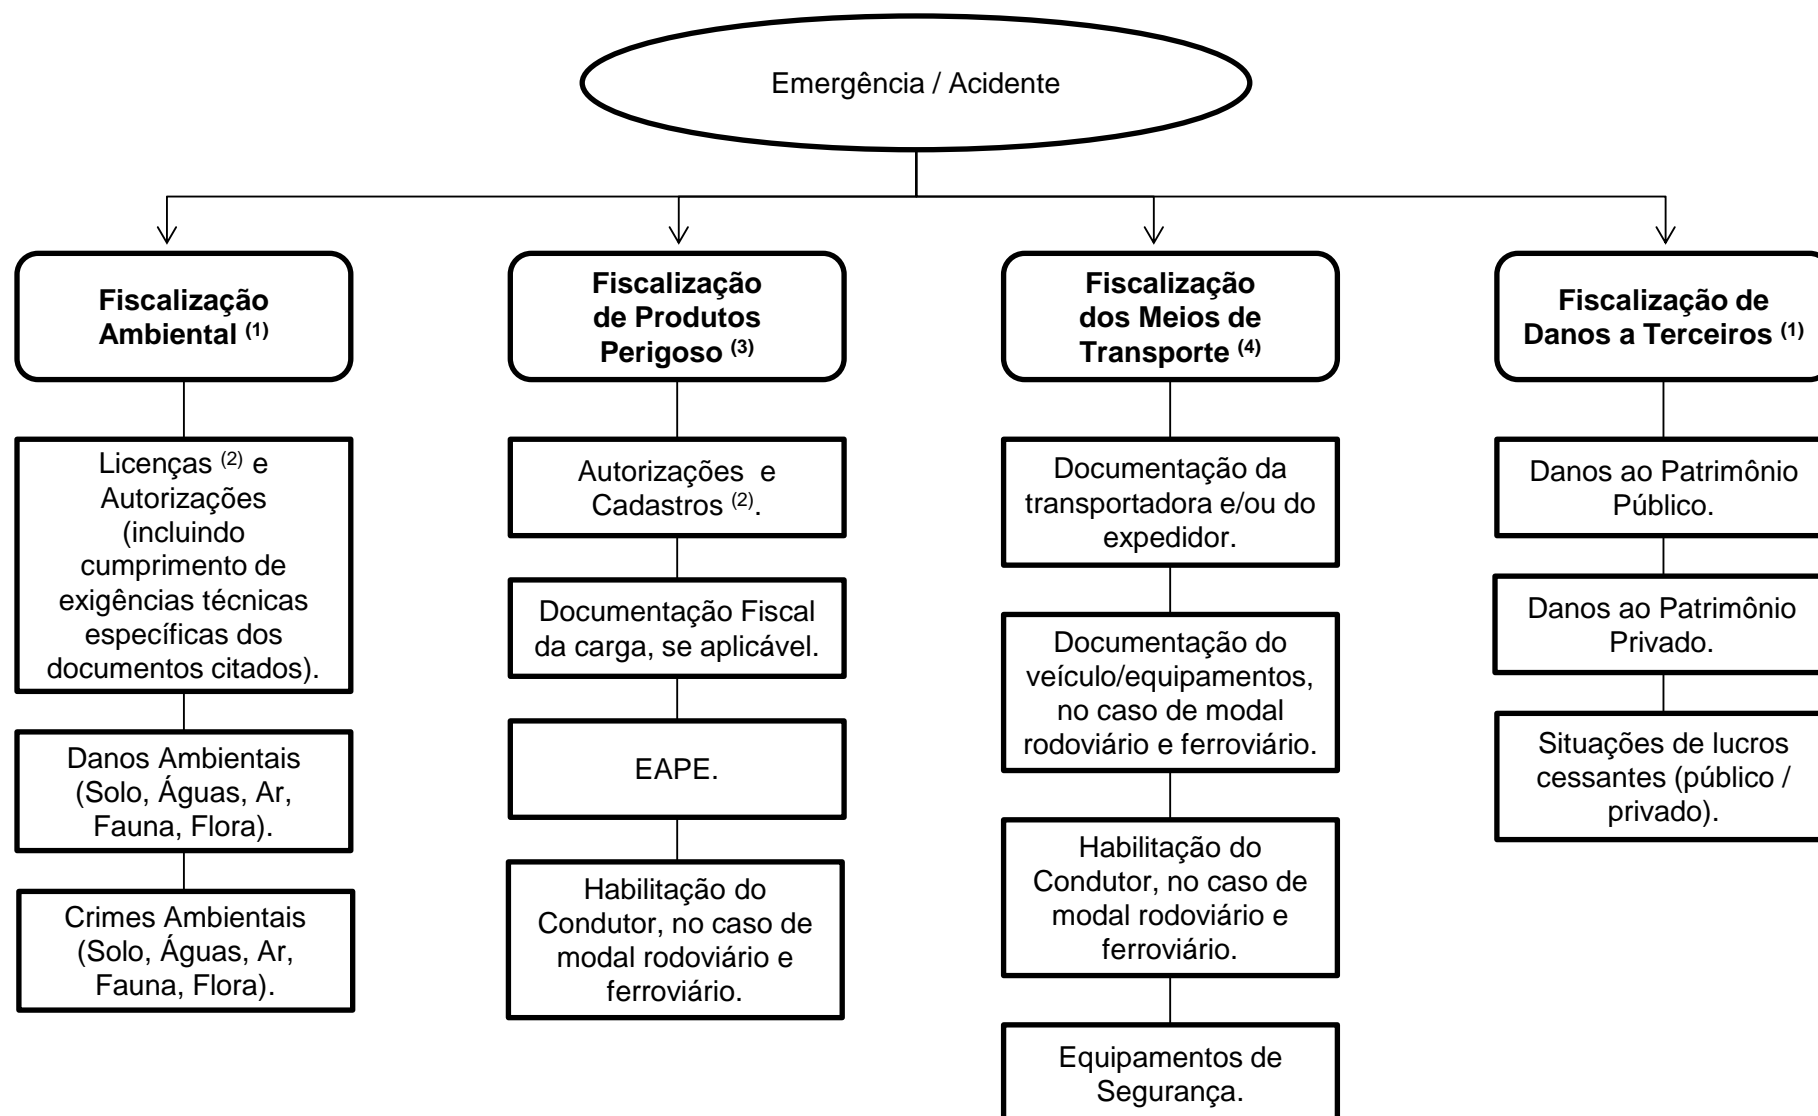 Emergência / Acidente
Fiscalização
Ambiental (1)
Licenças (2) e
Autorizações
(incluindo
cumprimento de
exigências técnicas
específicas dos
documentos citados).
Danos Ambientais
(Solo, Águas, Ar,
Fauna, Flora).
Crimes Ambientais
(Solo, Águas, Ar,
Fauna, Flora).
Fiscalização
de Produtos
Perigoso (3)
Autorizações e
Cadastros (2).
Documentação Fiscal
da carga, se aplicável.
EAPE.
Habilitação do
Condutor, no caso de
modal rodoviário e
ferroviário.
Fiscalização
dos Meios de
Transporte (4)
Documentação da
transportadora e/ou do
expedidor.
Documentação do
veículo/equipamentos,
no caso de modal
rodoviário e ferroviário.
Habilitação do
Condutor, no caso de
modal rodoviário e
ferroviário.
Equipamentos de
Segurança.
Fiscalização de
Danos a Terceiros (1)
Danos ao Patrimônio
Público.
Danos ao Patrimônio
Privado.
Situações de lucros
cessantes (público /
privado).